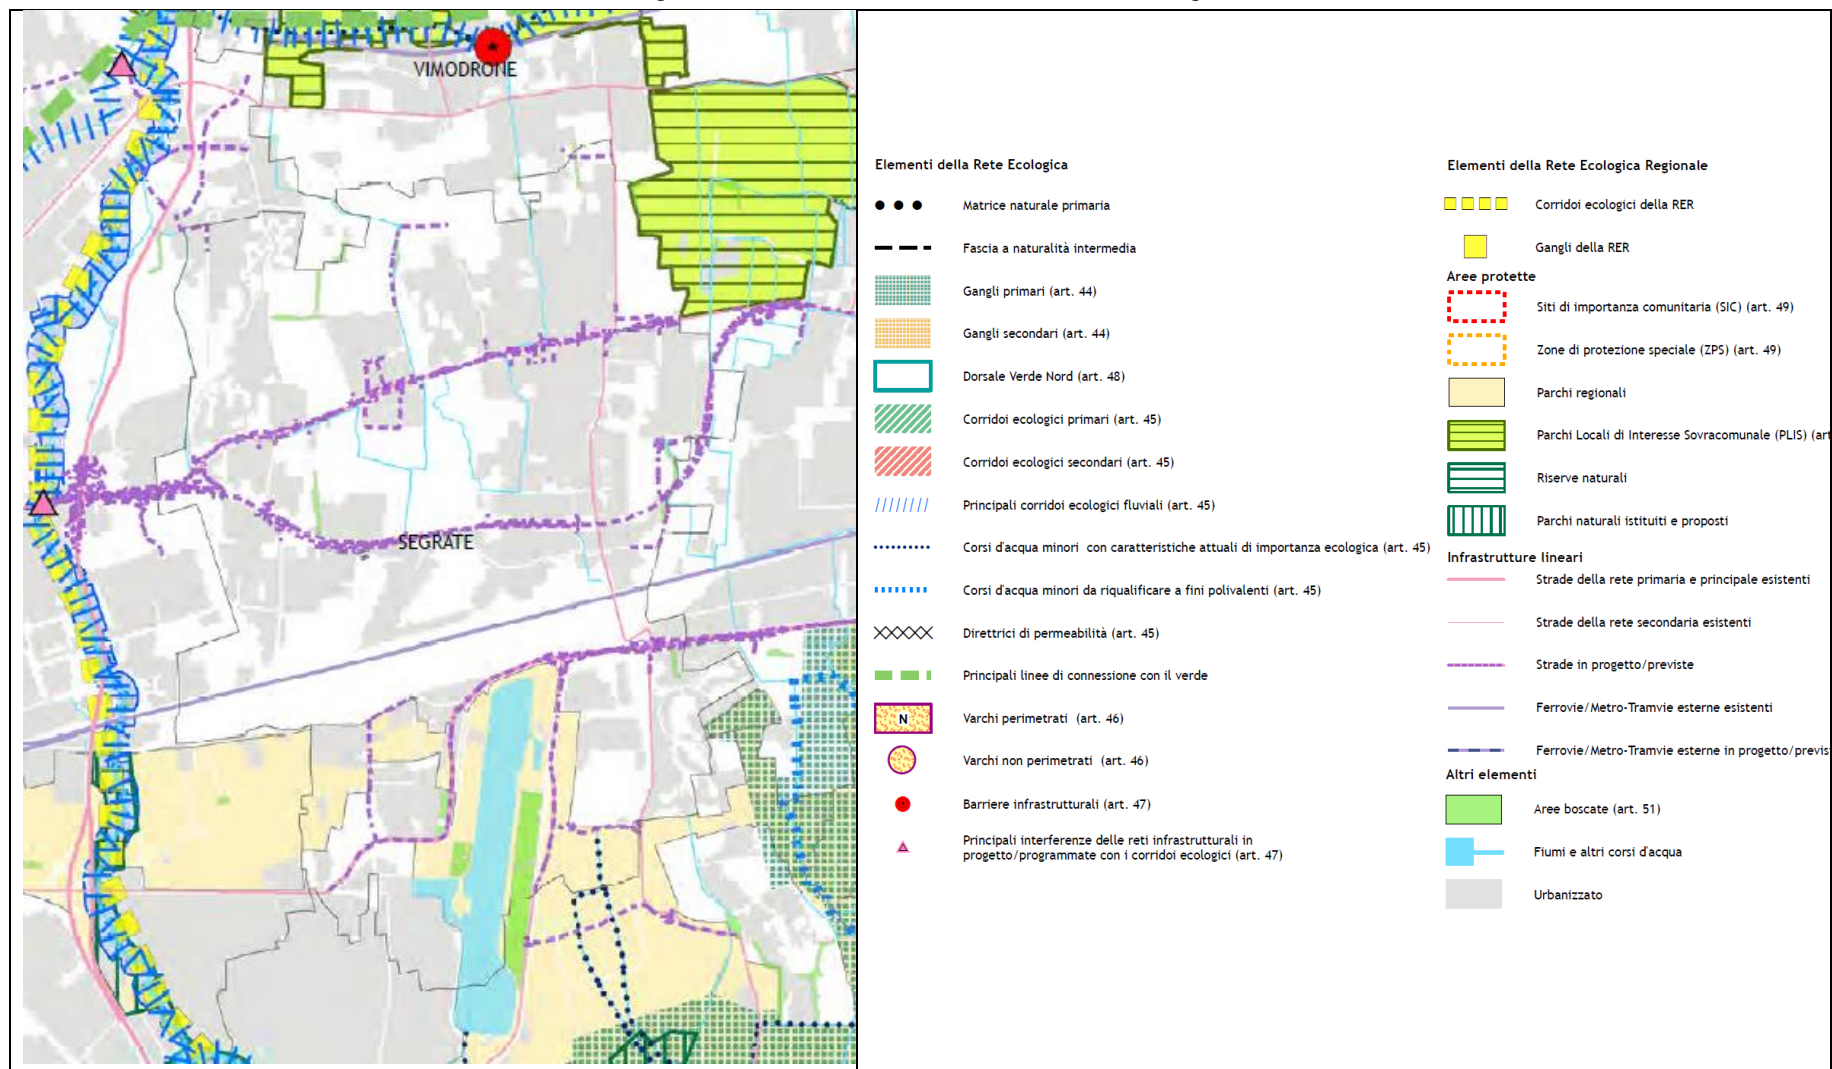 VIMODRONE
SEGRATE
Elementi della Rete Ecologica
Matrice naturale primaria
Fascia a naturalità intermedia
Gangli primari (art. 44)
Gangli secondari (art. 44)
Dorsale Verde Nord (art. 48)
Corridoi ecologici primari (art. 45)
Corridoi ecologici secondari (art. 45)
Principali corridoi ecologici fluviali (art. 45)
Corsi d'acqua minori con caratteristiche attuali di importanza ecologica (art. 45)
Corsi d'acqua minori da riqualificare a fini polivalenti (art. 45)
Direttrici di permeabilità (art. 45)
Principali linee di connessione con il verde
N
Varchi perimetrati (art. 46)
Varchi non perimetrati (art. 46)
Barriere infrastrutturali (art. 47)
Principali interferenze delle reti infrastrutturali in
progetto/programmate con i corridoi ecologici (art. 47)
Elementi della Rete Ecologica Regionale
Corridoi ecologici della RER
Gangli della RER
Aree protette
Siti di importanza comunitaria (SIC) (art. 49)
Zone di protezione speciale (ZPS) (art. 49)
Parchi regionali
Parchi Locali di Interesse Sovracomunale (PLIS) (art
Riserve naturali
Parchi naturali istituiti e proposti
Infrastrutture lineari
Strade della rete primaria e principale esistenti
Strade della rete secondaria esistenti
Strade in progetto/previste
Ferrovie/Metro-Tramvie esterne esistenti
Ferrovie/Metro-Tramvie esterne in progetto/previs
Altri elementi
Aree boscate (art. 51)
Fiumi e altri corsi d'acqua
Urbanizzato